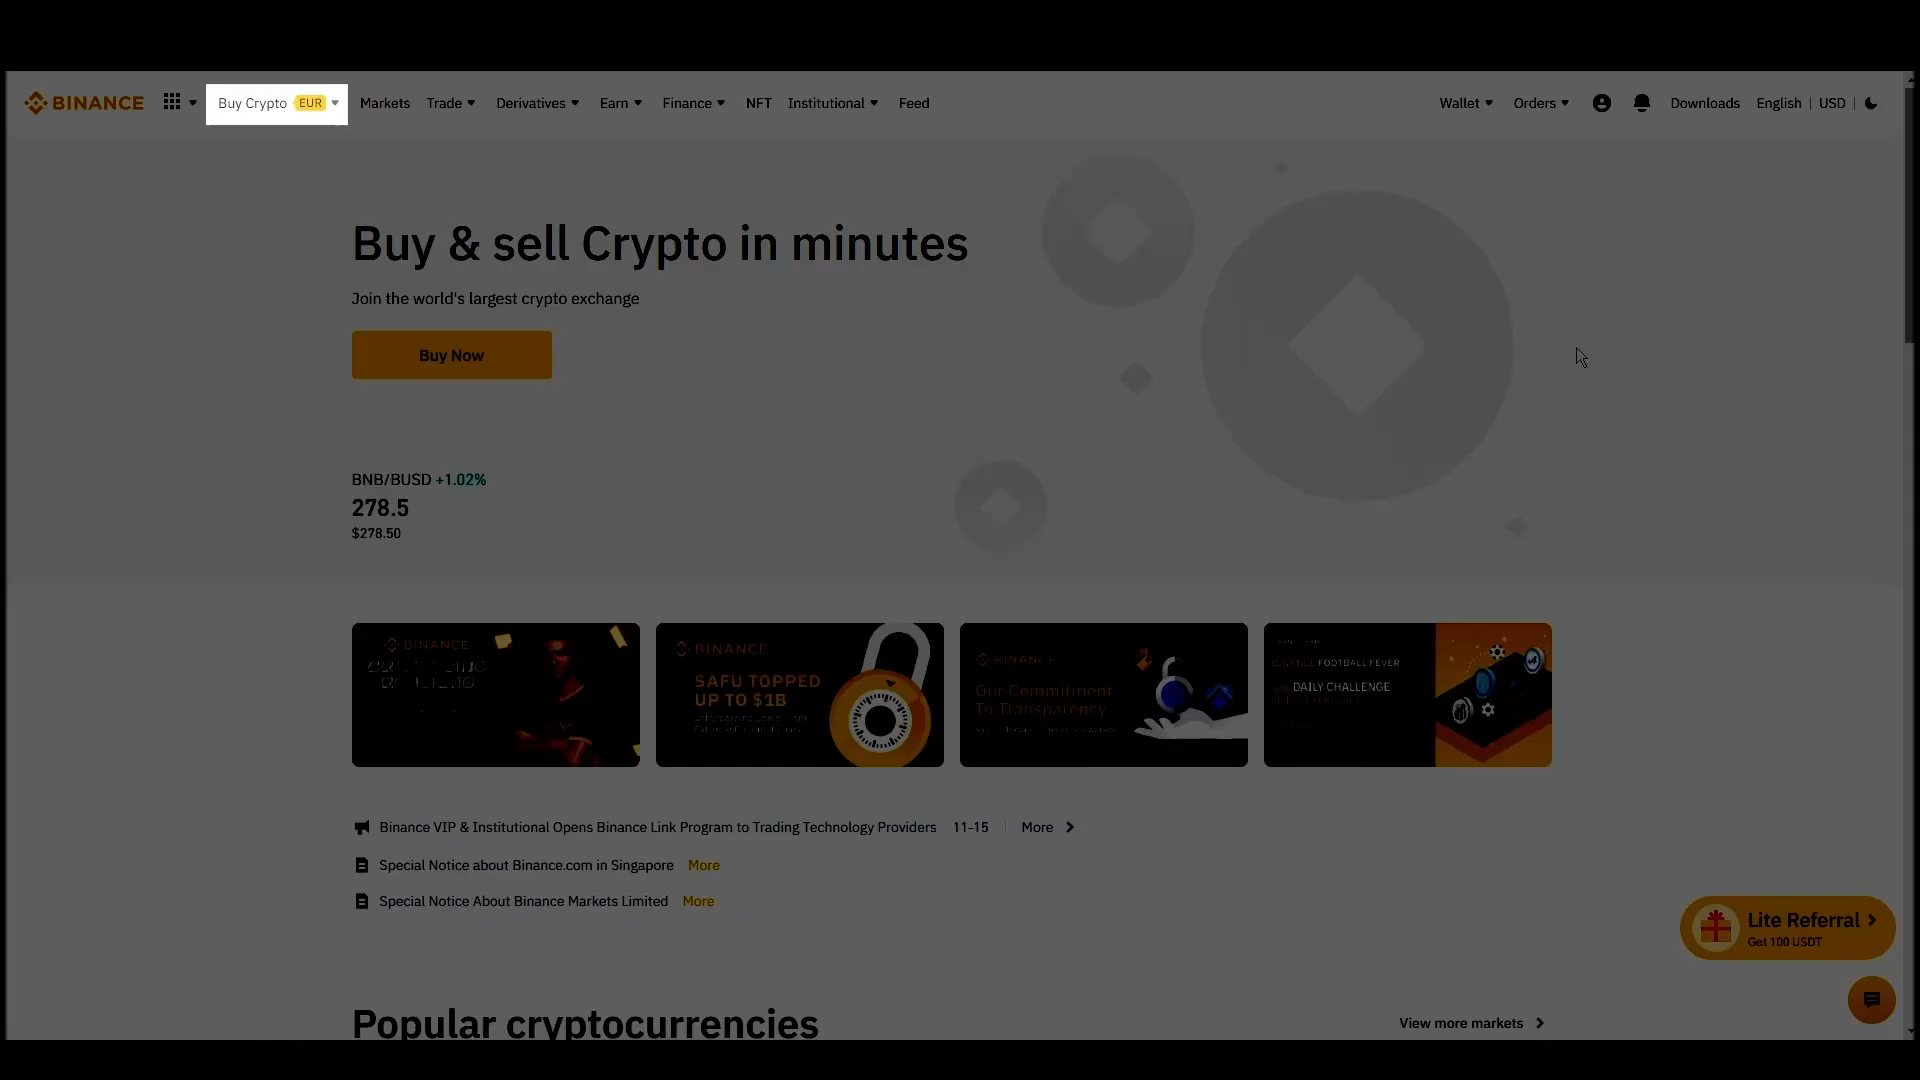 BINANCE
Buy Crypto EUR
Markets
Trade
Derivatives
Earn
Finance
NFT
Institutional
Feed
Wallet
Orders
Downloads
English
USD
Buy & sell Crypto in minutes
Join the world's largest crypto exchange
Buy Now
BNB/BUSD +1.02%
278.5
$278.50
BINANCE
BINANCE
SAFU TOPPED
UP TO $1B
BINANCE
Our Commitment
To Transparency
FOOTBALL FEVER
DAILY CHALLENGE
Binance VIP & Institutional Opens Binance Link Program to Trading Technology Providers 11-15 More
Special Notice about Binance.com in Singapore More
Special Notice About Binance Markets Limited More
Lite Referral
Get 100 USDT
Popular cryptocurrencies
View more markets